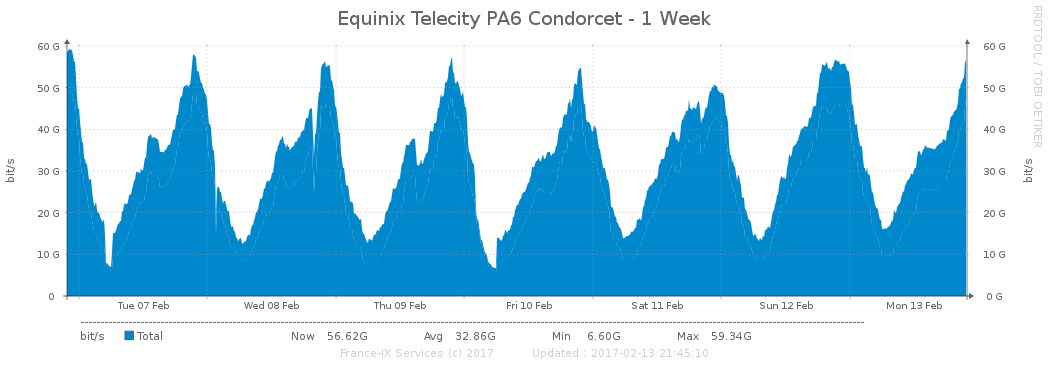 Equinix Telecity PA6 Condorcet - 1 Week
RRDTOOL / TOBI OETIKER
60 G 60 G
50 G 50 G
40 G 40 G
30 G 30 G
20 G 20 G
10 G 10 G
0 0 G
bit/s bit/s
Tue 07 Feb Wed 08 Feb Thu 09 Feb Fri 10 Feb Sat 11 Feb Sun 12 Feb Mon 13 Feb
bit/s Total Now 56.62G Avg 32.86G Min 6.60G Max 59.34G
France-IX Services (c) 2017 Updated : 2017-02-13 21:45:10